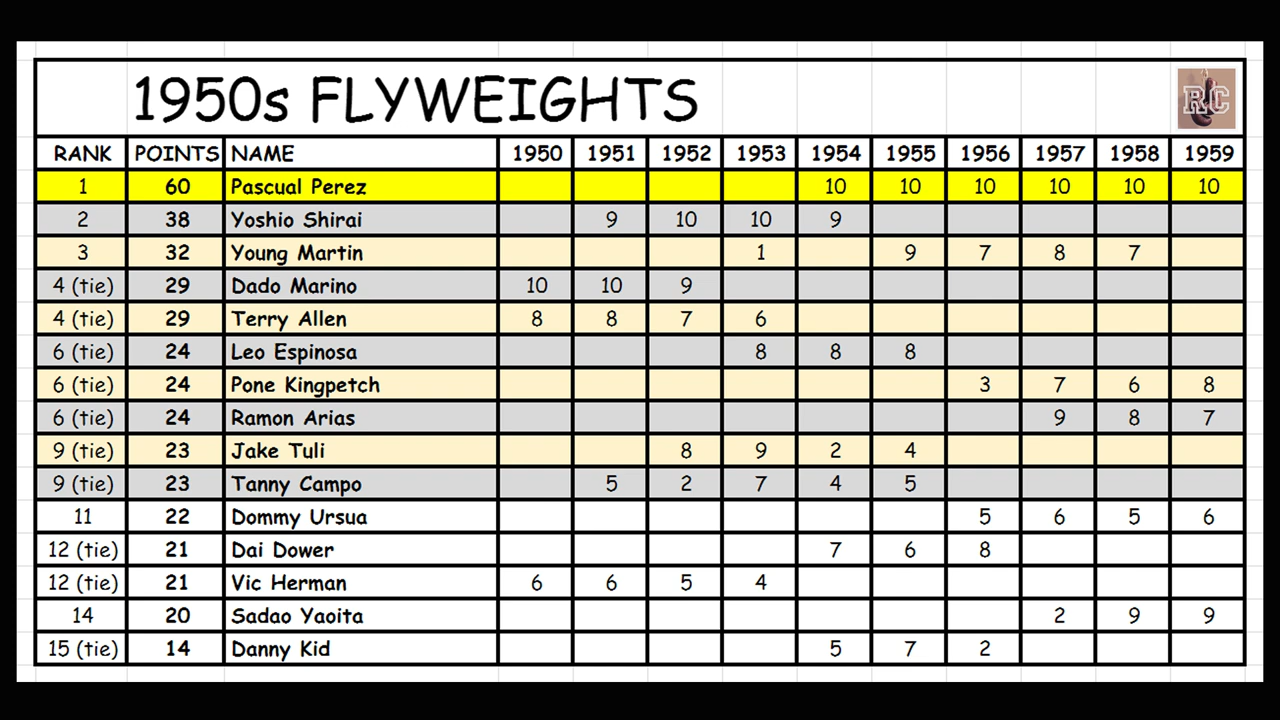 1950s FLYWEIGHTS
RC
RANK POINTS NAME 1950 1951 1952 1953 1954 1955 1956 1957 1958 1959
1 60 Pascual Perez 10 10 10 10 10 10
2 38 Yoshio Shirai 9 10 10 9
3 32 Young Martin 1 9 7 8 7
4 (tie) 29 Dado Marino 10 10 9
4 (tie) 29 Terry Allen 8 8 7 6
6 (tie) 24 Leo Espinosa 8 8 8
6 (tie) 24 Pone Kingpetch 3 7 6 8
6 (tie) 24 Ramon Arias 9 8 7
9 (tie) 23 Jake Tuli 8 9 2 4
9 (tie) 23 Tanny Campo 5 2 7 4 5
11 22 Dommy Ursua 5 6 5 6
12 (tie) 21 Dai Dower 7 6 8
12 (tie) 21 Vic Herman 6 6 5 4
14 20 Sadao Yaoita 2 9 9
15 (tie) 14 Danny Kid 5 7 2